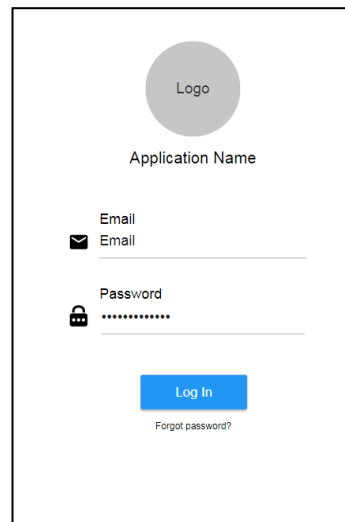 Logo
Application Name
Email
Email
Password
•••••••••••••
Log In
Forgot password?